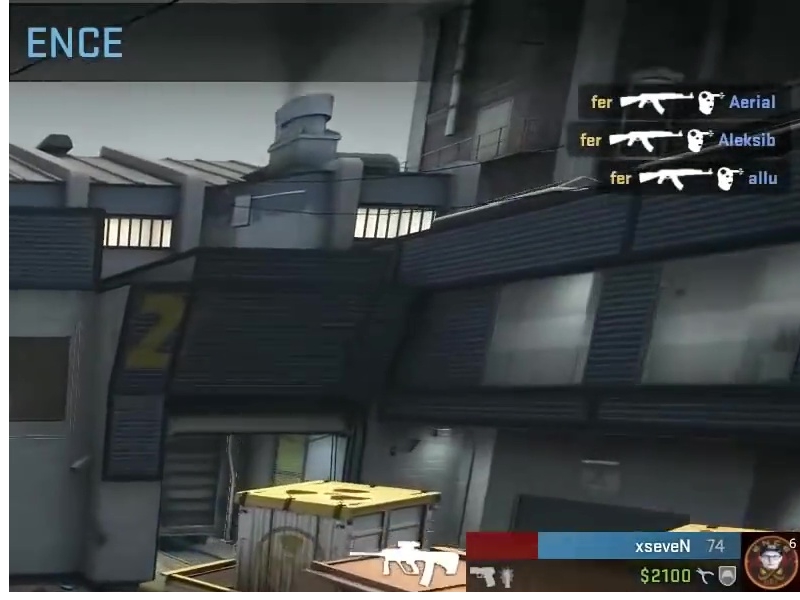 ENCE
fer Aerial
fer Aleksib
fer allu
2
xseveN 74
6
$2100